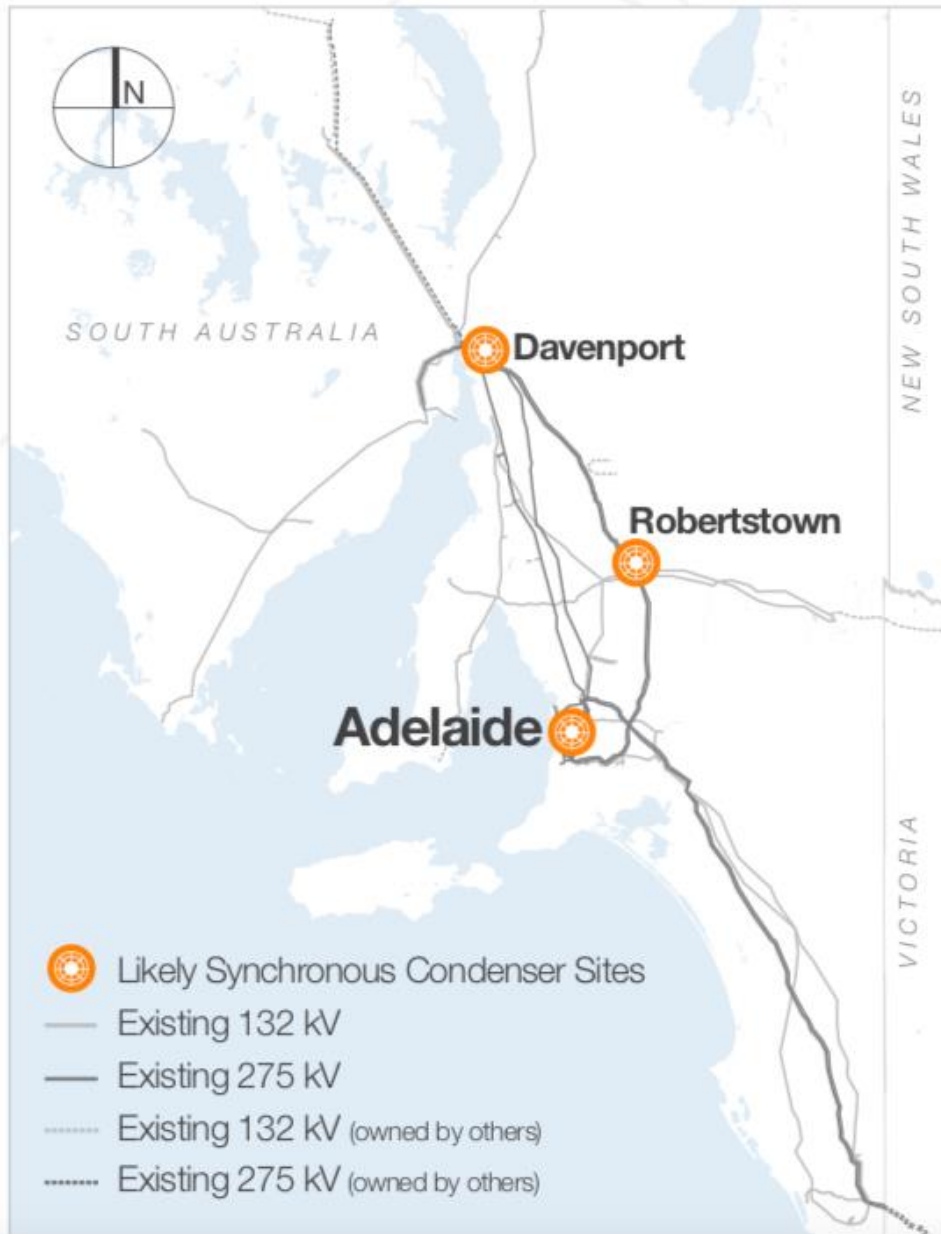 N
SOUTH AUSTRALIA
NEW SOUTH WALES
Davenport
Robertstown
Adelaide
VICTORIA
Likely Synchronous Condenser Sites
Existing 132 kV
Existing 275 kV
Existing 132 kV (owned by others)
Existing 275 kV (owned by others)